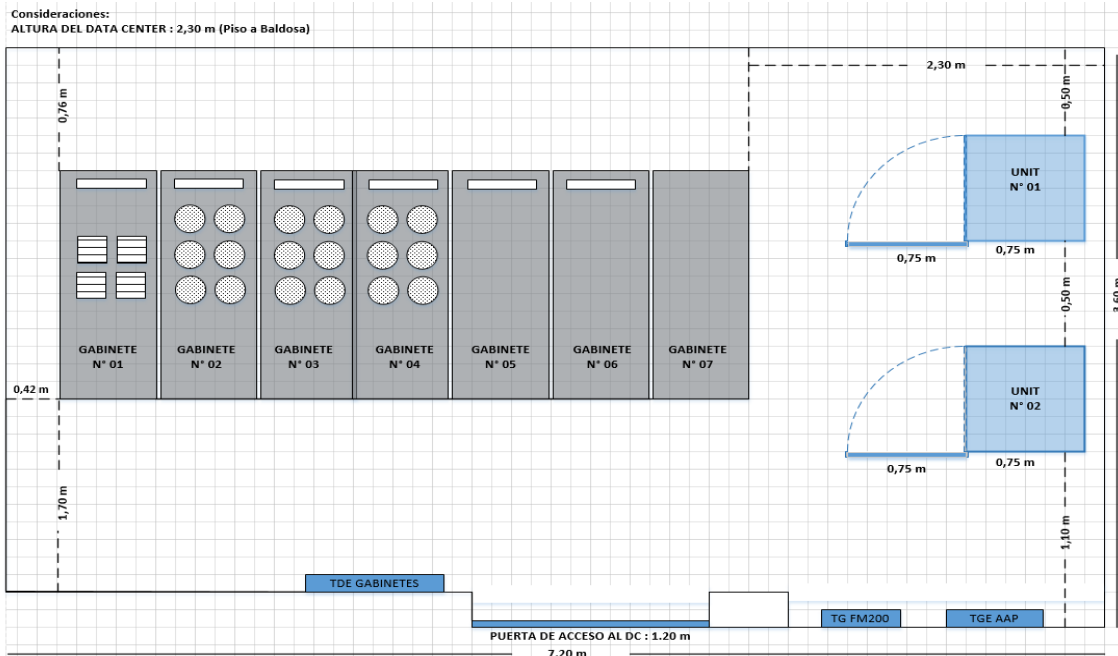 Consideraciones:
ALTURA DEL DATA CENTER : 2,30 m (Piso a Baldosa)
2,30 m
0,76 m
0,50 m
UNIT
N° 01
0,75 m
0,75 m
0,50 m
3,60 m
GABINETE
N° 01
GABINETE
N° 02
GABINETE
N° 03
GABINETE
N° 04
GABINETE
N° 05
GABINETE
N° 06
GABINETE
N° 07
0,42 m
UNIT
N° 02
0,75 m
0,75 m
1,70 m
1,10 m
TDE GABINETES
TG FM200
TGE AAP
PUERTA DE ACCESO AL DC : 1.20 m
7,20 m